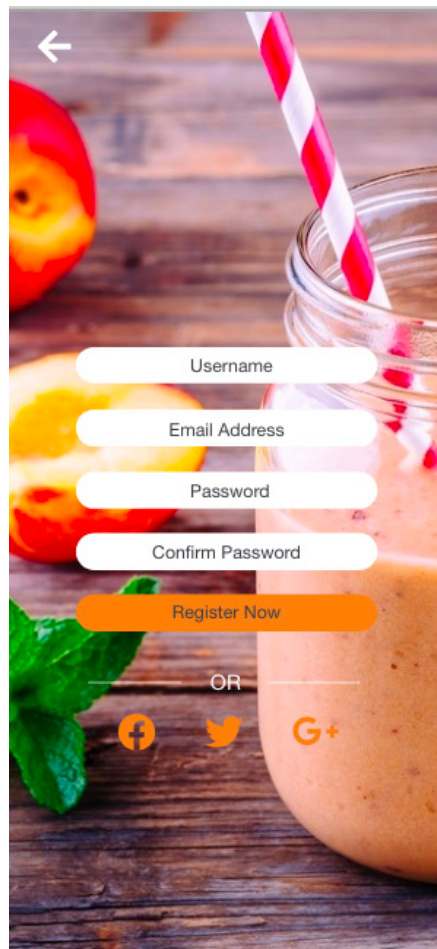 Username
Email Address
Password
Confirm Password
Register Now
OR
G+